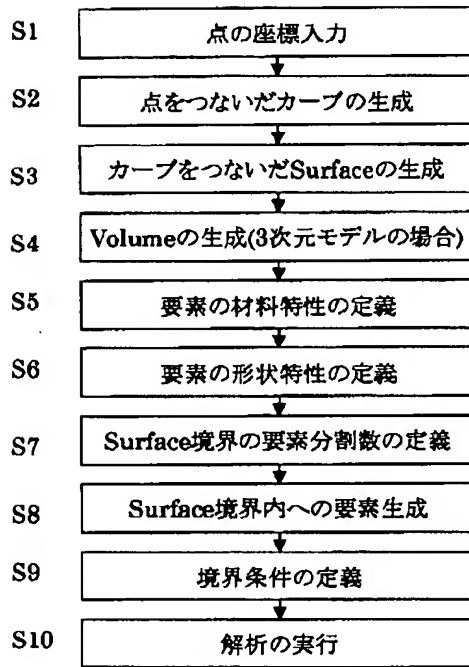 S1 点の座標入力
S2 点をつないだカーブの生成
S3 カーブをつないだSurfaceの生成
S4 Volumeの生成(3次元モデルの場合)
S5 要素の材料特性の定義
S6 要素の形状特性の定義
S7 Surface境界の要素分割数の定義
S8 Surface境界内への要素生成
S9 境界条件の定義
S10 解析の実行